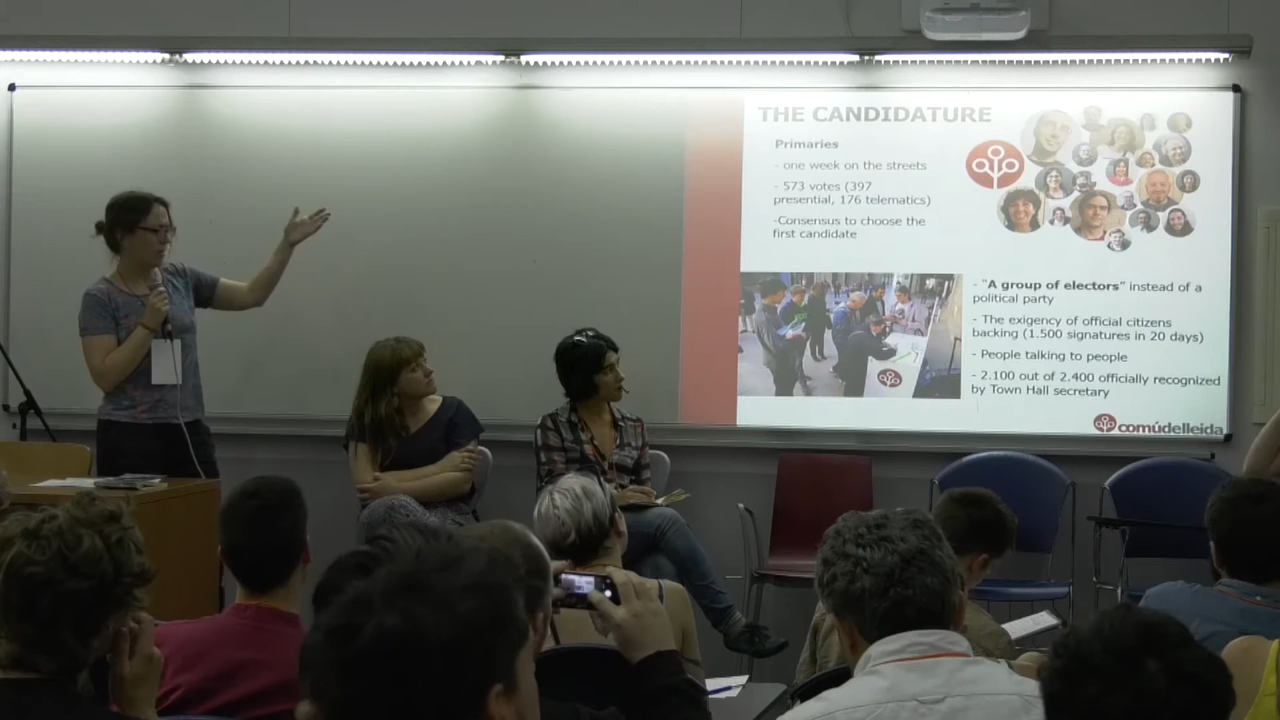 THE CANDIDATURE
Primaries
- one week on the streets
- 573 votes (397
presential, 176 telematics)
-Consensus to choose the
first candidate
- "A group of electors" instead of a
political party
- The exigency of official citizens
backing (1.500 signatures in 20 days)
- People talking to people
- 2.100 out of 2.400 officially recognized
by Town Hall secretary
comúdelleida